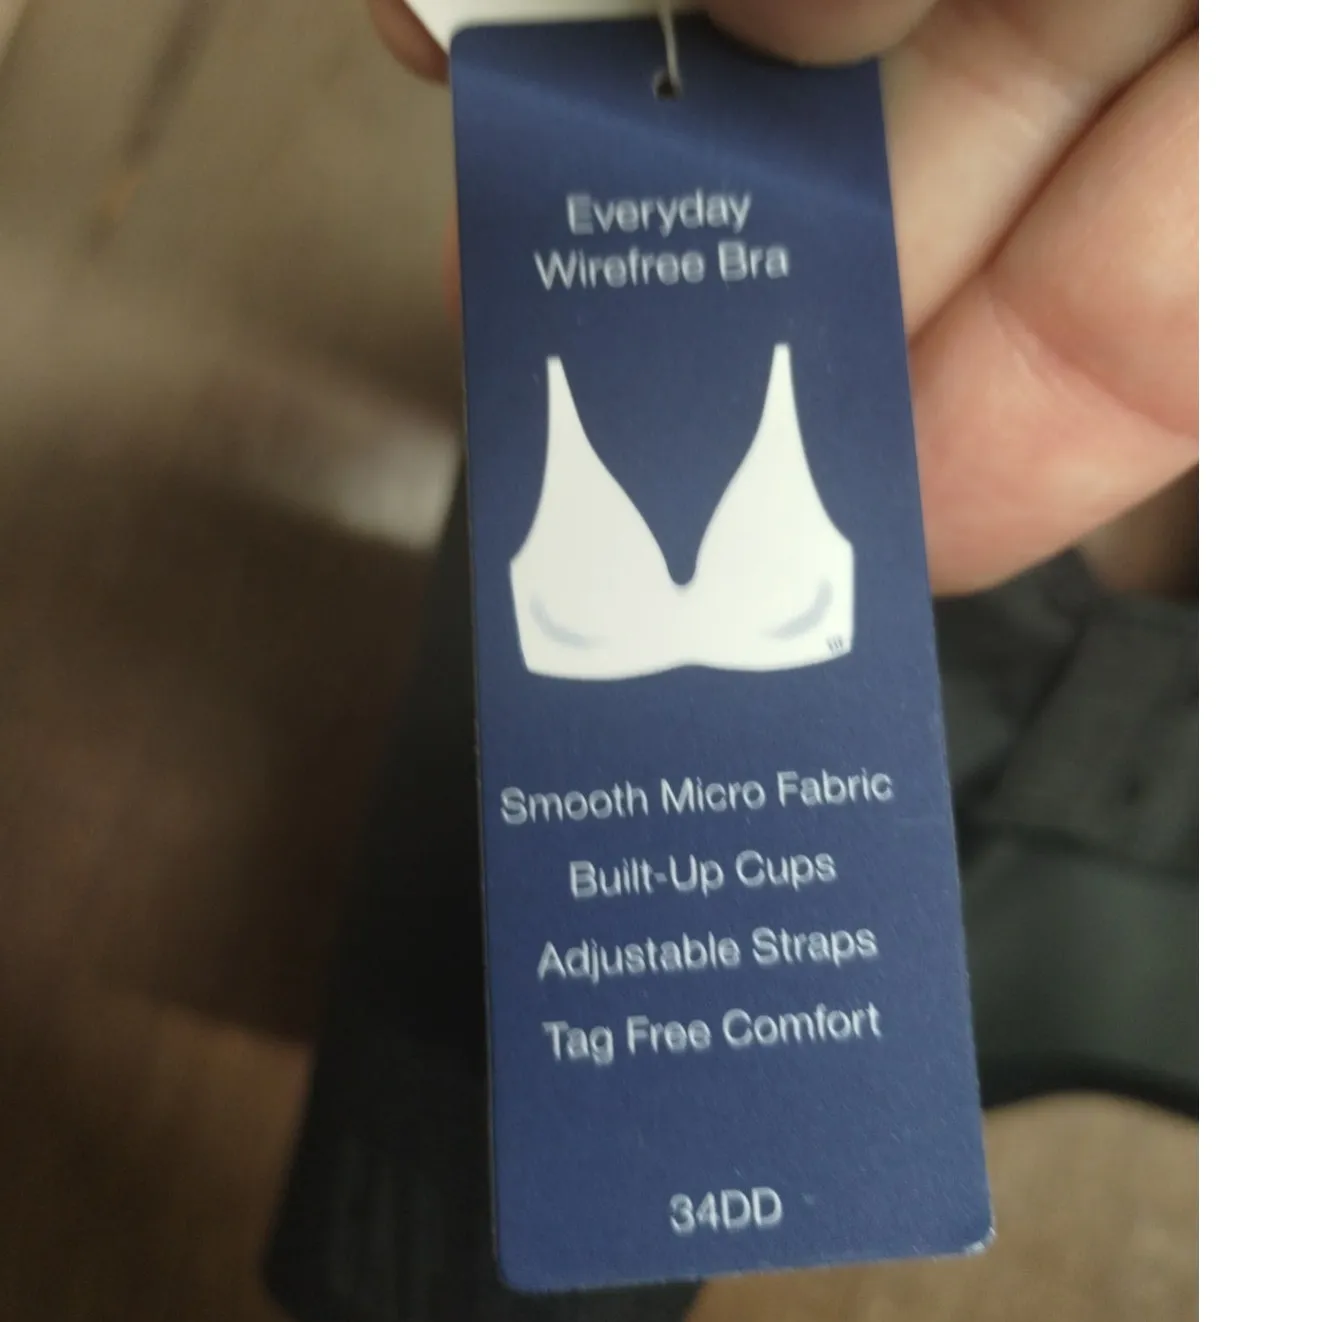 Everyday
Wirefree Bra
Smooth Micro Fabric
Built-Up Cups
Adjustable Straps
Tag Free Comfort
34DD